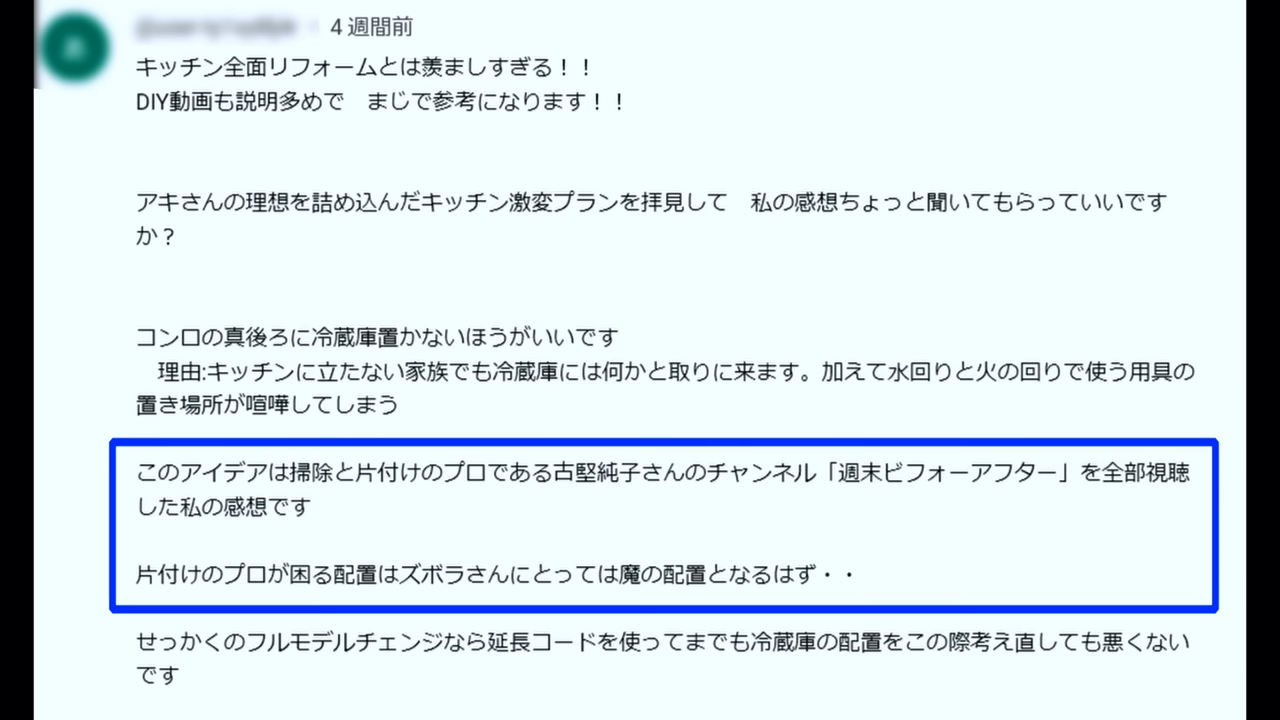 4 週間前
キッチン全面リフォームとは羨ましすぎる！！
DIY動画も説明多めで　まじで参考になります！！
アキさんの理想を詰め込んだキッチン激変プランを拝見して　私の感想ちょっと聞いてもらっていいです
か？
コンロの真後ろに冷蔵庫置かないほうがいいです
理由:キッチンに立たない家族でも冷蔵庫には何かと取りに来ます。加えて水回りと火の回りで使う用具の
置き場所が喧嘩してしまう
このアイデアは掃除と片付けのプロである古堅純子さんのチャンネル「週末ビフォーアフター」を全部視聴
した私の感想です
片付けのプロが困る配置はズボラさんにとっては魔の配置となるはず・・
せっかくのフルモデルチェンジなら延長コードを使ってまでも冷蔵庫の配置をこの際考え直しても悪くない
です